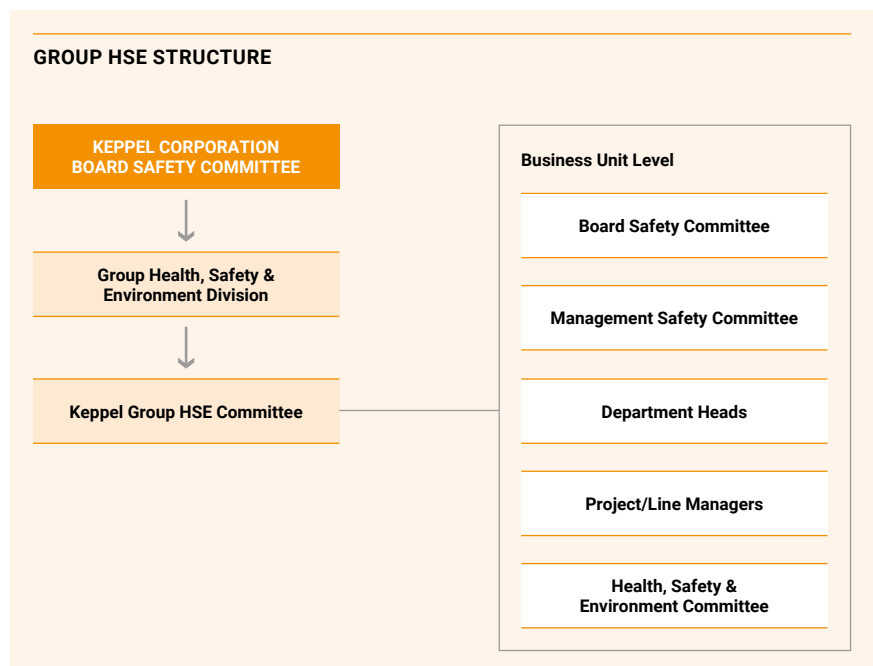 GROUP HSE STRUCTURE
KEPPEL CORPORATION
BOARD SAFETY COMMITTEE
Group Health, Safety &
Environment Division
Keppel Group HSE Committee
Business Unit Level
Board Safety Committee
Management Safety Committee
Department Heads
Project/Line Managers
Health, Safety &
Environment Committee